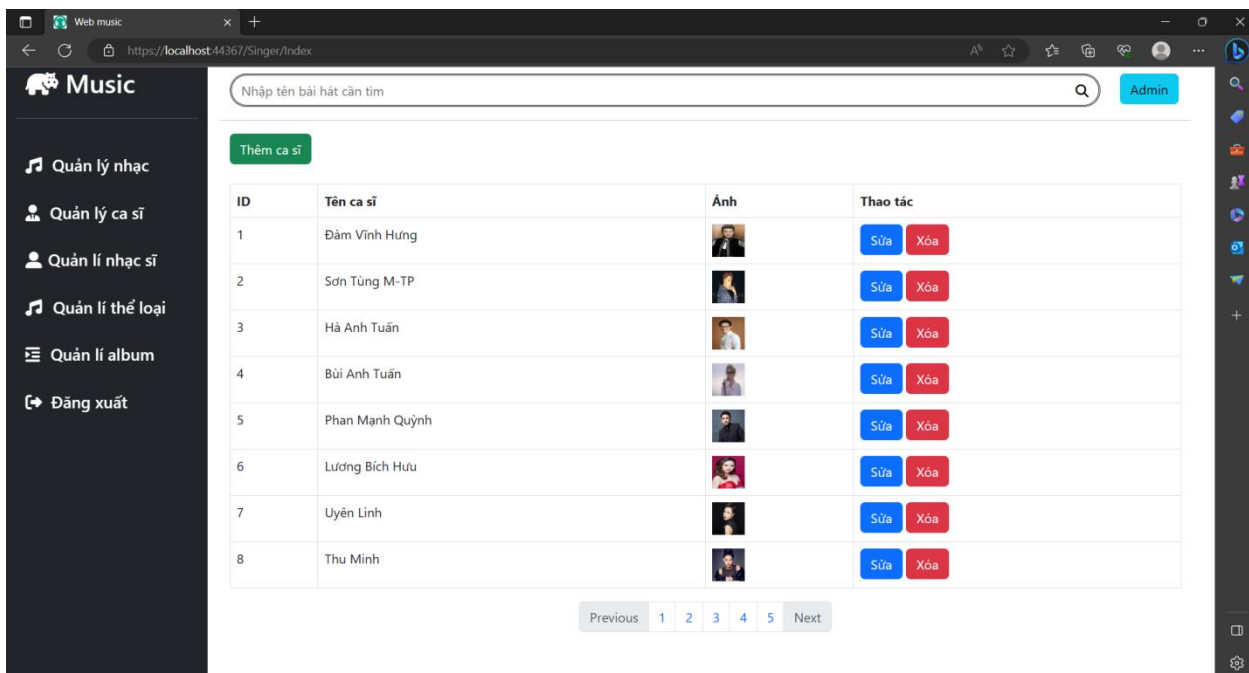 Web music
https://localhost:44367/Singer/Index
Music
Nhập tên bài hát cần tìm
Admin
Quản lý nhạc
Quản lý ca sĩ
Quản lí nhạc sĩ
Quản lí thể loại
Quản lí album
Đăng xuất
Thêm ca sĩ
ID Tên ca sĩ Ảnh Thao tác
1 Đàm Vĩnh Hưng Sửa Xóa
2 Sơn Tùng M-TP Sửa Xóa
3 Hà Anh Tuấn Sửa Xóa
4 Bùi Anh Tuấn Sửa Xóa
5 Phan Mạnh Quỳnh Sửa Xóa
6 Lương Bích Hưu Sửa Xóa
7 Uyên Linh Sửa Xóa
8 Thu Minh Sửa Xóa
Previous 1 2 3 4 5 Next